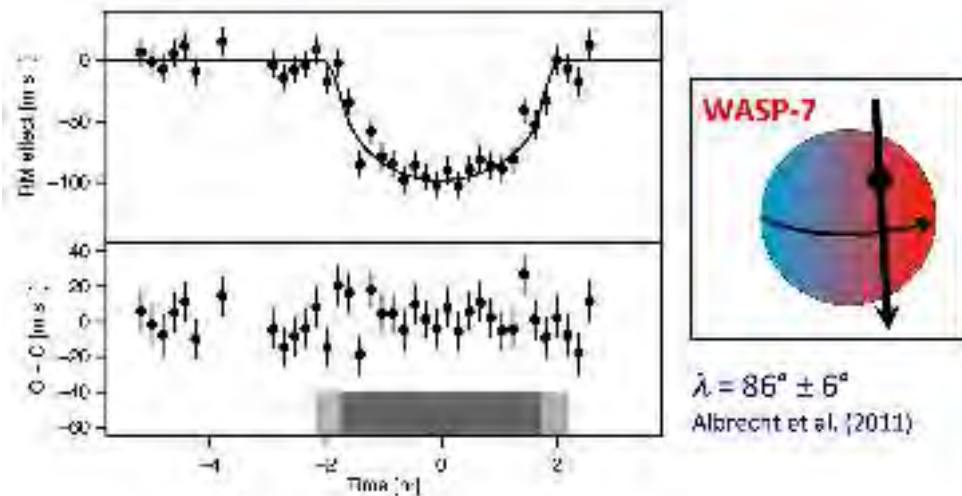 0
−50
−100
RM effect [m s⁻¹]
40
20
0
−20
−40
−60
O − C [m s⁻¹]
−4
−2
0
2
Time [hr]
WASP-7
λ = 86° ± 6°
Albrecht et al. (2011)